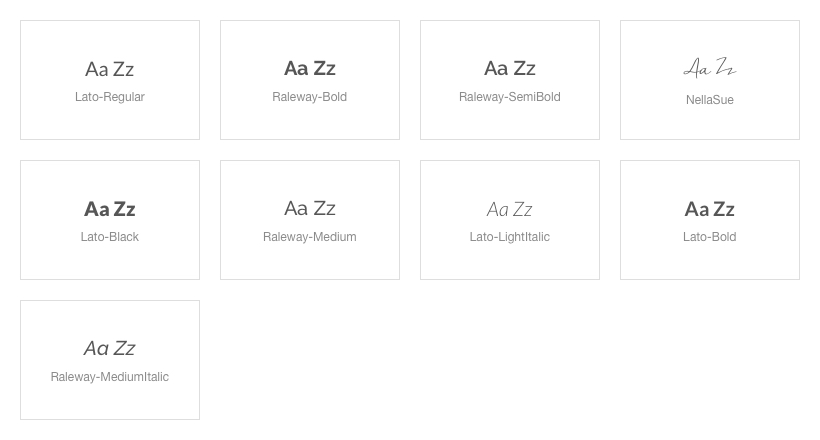 Aa Zz
Lato-Regular
Aa Zz
Raleway-Bold
Aa Zz
Raleway-SemiBold
Aa Zz
NellaSue
Aa Zz
Lato-Black
Aa Zz
Raleway-Medium
Aa Zz
Lato-LightItalic
Aa Zz
Lato-Bold
Aa Zz
Raleway-MediumItalic